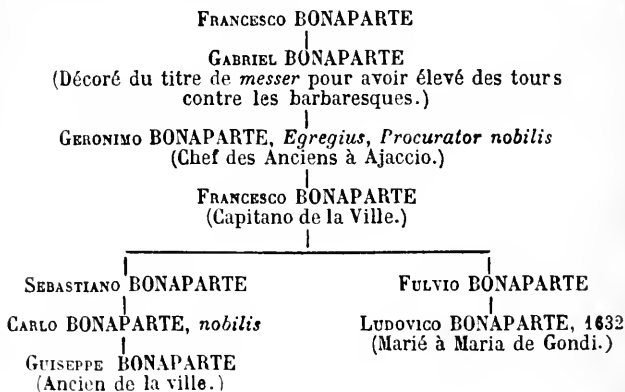 Francesco BONAPARTE
Gabriel BONAPARTE
(Décoré du titre de messer pour avoir élevé des tours
contre les barbaresques.)
Geronimo BONAPARTE, Egregius, Procurator nobilis
(Chef des Anciens à Ajaccio.)
Francesco BONAPARTE
(Capitano de la Ville.)
Sebastiano BONAPARTE
Fulvio BONAPARTE
Carlo BONAPARTE, nobilis
Ludovico BONAPARTE, 1632
(Marié à Maria de Gondi.)
Guiseppe BONAPARTE
(Ancien de la ville.)